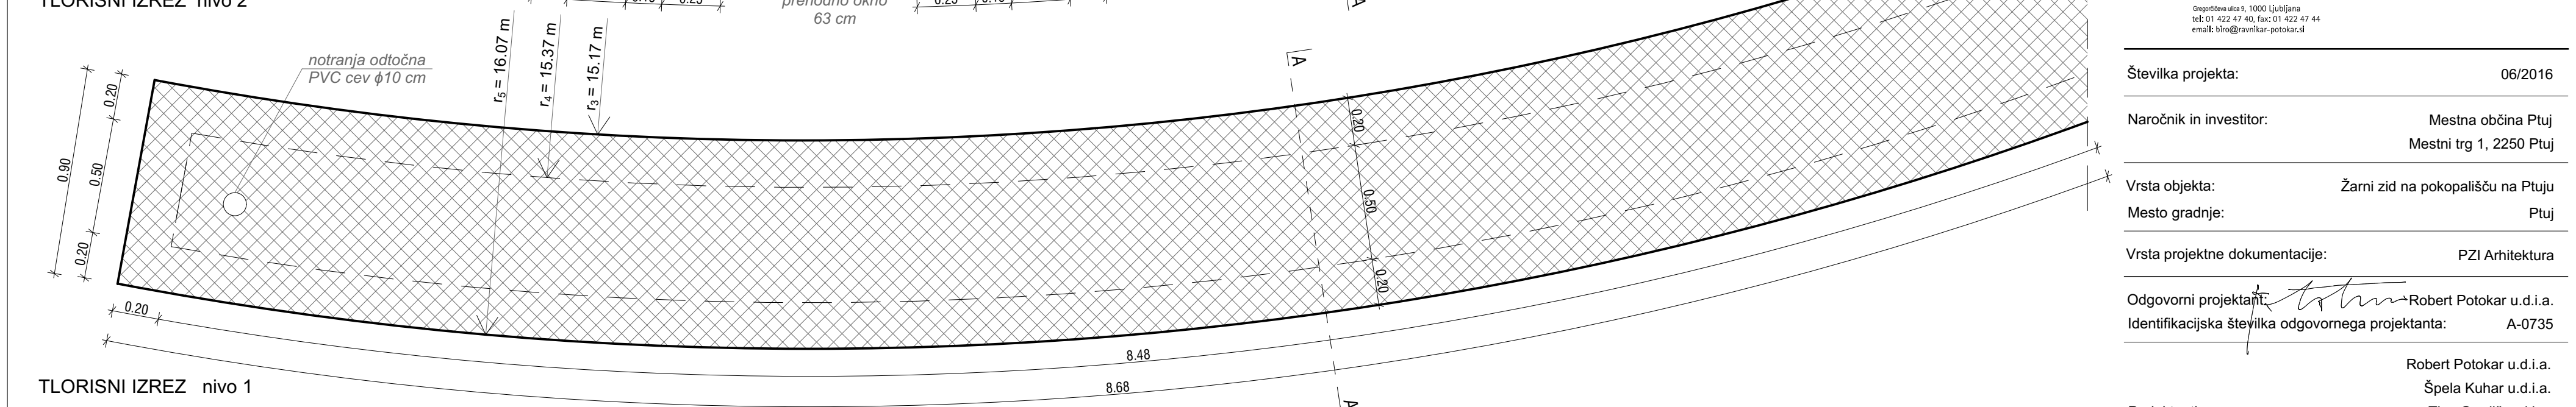 TLORISNI IZREZ nivo 2
0.25
0.25
prehodno okno
63 cm
A
notranja odtočna
PVC cev ϕ10 cm
r5 = 16.07 m
r4 = 15.37 m
r3 = 15.17 m
A
0.20
0.90
0.50
0.20
0.20
0.50
0.20
0.20
8.48
8.68
A
TLORISNI IZREZ nivo 1
Gregorčičeva ulica 9, 1000 Ljubljana
tel: 01 422 47 40, fax: 01 422 47 44
email: biro@ravnikar-potokar.si
Številka projekta: 06/2016
Naročnik in investitor: Mestna občina Ptuj
Mestni trg 1, 2250 Ptuj
Vrsta objekta: Žarni zid na pokopališču na Ptuju
Mesto gradnje: Ptuj
Vrsta projektne dokumentacije: PZI Arhitektura
Odgovorni projektant: Robert Potokar u.d.i.a.
Identifikacijska številka odgovornega projektanta: A-0735
Robert Potokar u.d.i.a.
Špela Kuhar u.d.i.a.